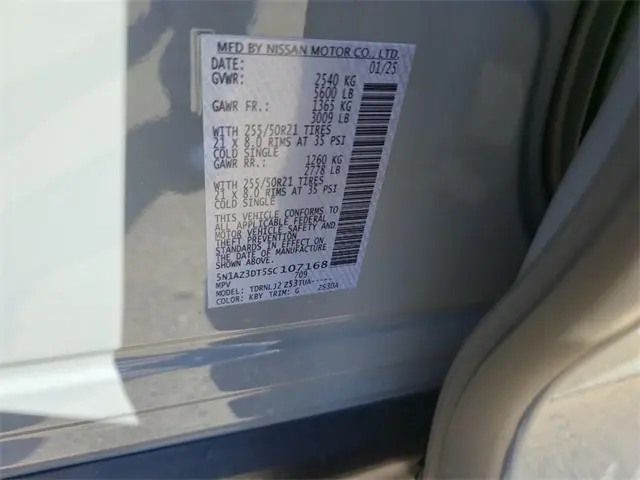 MFD BY NISSAN MOTOR CO., LTD.
DATE: 01/25
GVWR: 2540 KG
5600 LB
GAWR FR.: 1365 KG
3009 LB
WITH 255/50R21 TIRES
21 X 8.0 RIMS AT 35 PSI
COLD SINGLE
GAWR RR.: 1260 KG
2778 LB
WITH 255/50R21 TIRES
21 X 8.0 RIMS AT 35 PSI
COLD SINGLE
THIS VEHICLE CONFORMS TO
ALL APPLICABLE FEDERAL
MOTOR VEHICLE SAFETY AND
THEFT PREVENTION
STANDARDS IN EFFECT ON
THE DATE OF MANUFACTURE
SHOWN ABOVE.
5N1AZ3DT5SC107168
MPV 709
MODEL: TDRNLJ2 Z53TUA-----
COLOR: KBY TRIM: G Z53DA